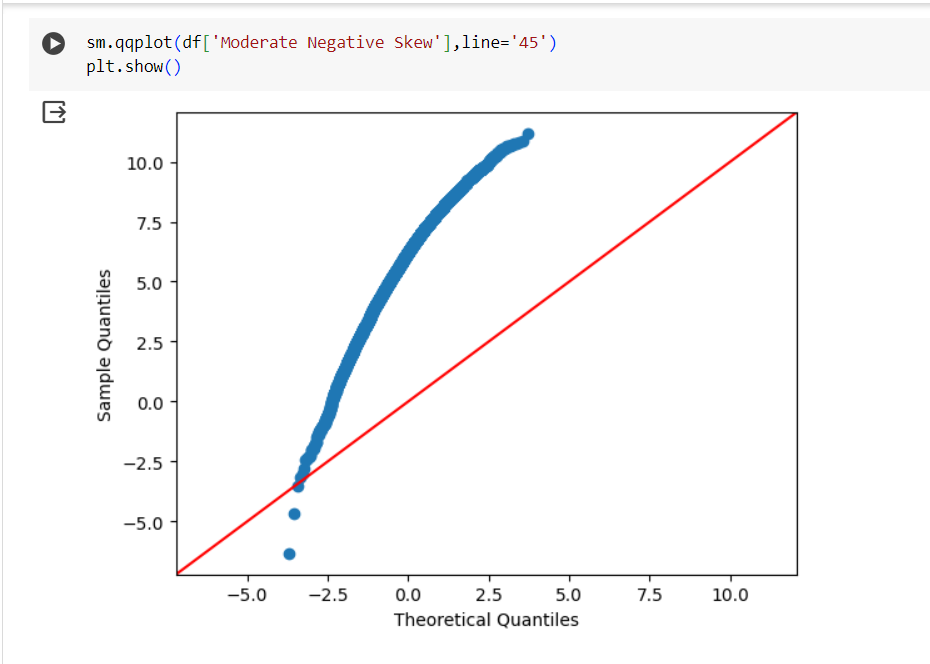 sm.qqplot(df['Moderate Negative Skew'],line='45')
plt.show()
10.0
7.5
5.0
2.5
0.0
−2.5
−5.0
Sample Quantiles
−5.0 −2.5 0.0 2.5 5.0 7.5 10.0
Theoretical Quantiles